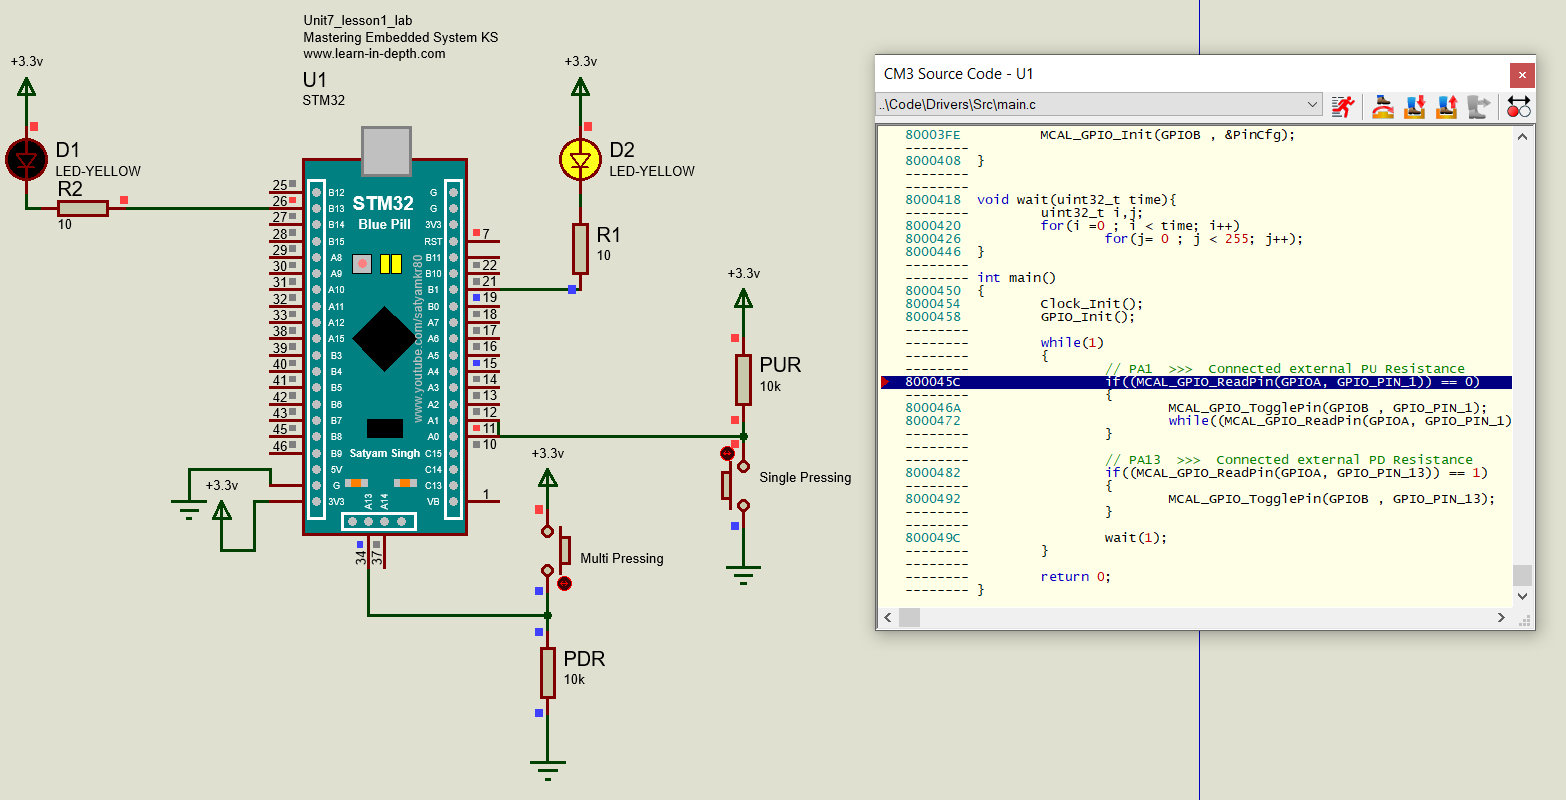 Unit7_lesson1_lab
Mastering Embedded System KS
www.learn-in-depth.com
U1
STM32
+3.3v
D1
LED-YELLOW
R2
10
+3.3v
D2
LED-YELLOW
R1
10
25
26
27
28
29
30
31
32
33
38
39
40
41
42
43
45
46
B12
B13
B14
B15
A8
A9
A10
A11
A12
A15
B3
B4
B5
B6
B7
B8
B9
5V
G
3V3
STM32
Blue Pill
www.youtube.com/satyamkr80
Satyam Singh
A13
A14
34
37
G
G
3V3
RST
B11
B10
B1
B0
A7
A6
A5
A4
A3
A2
A1
A0
C15
C14
C13
VB
7
22
21
19
18
17
16
15
14
13
12
11
10
1
+3.3v
+3.3v
Multi Pressing
PDR
10k
+3.3v
PUR
10k
Single Pressing
CM3 Source Code - U1
..\Code\Drivers\Src\main.c
80003FE MCAL_GPIO_Init(GPIOB , &PinCfg);
--------
8000408 }
--------
--------
8000418 void wait(uint32_t time){
-------- uint32_t i,j;
8000420 for(i =0 ; i < time; i++)
8000426 for(j= 0 ; j < 255; j++);
8000446 }
--------
-------- int main()
8000450 {
8000454 Clock_Init();
8000458 GPIO_Init();
--------
-------- while(1)
-------- {
-------- // PA1 >>> Connected external PU Resistance
800045C if((MCAL_GPIO_ReadPin(GPIOA, GPIO_PIN_1)) == 0)
-------- {
800046A MCAL_GPIO_TogglePin(GPIOB , GPIO_PIN_1);
8000472 while((MCAL_GPIO_ReadPin(GPIOA, GPIO_PIN_1)
-------- }
--------
-------- // PA13 >>> Connected external PD Resistance
8000482 if((MCAL_GPIO_ReadPin(GPIOA, GPIO_PIN_13)) == 1)
-------- {
8000492 MCAL_GPIO_TogglePin(GPIOB , GPIO_PIN_13);
-------- }
--------
800049C wait(1);
-------- }
--------
-------- return 0;
-------- }